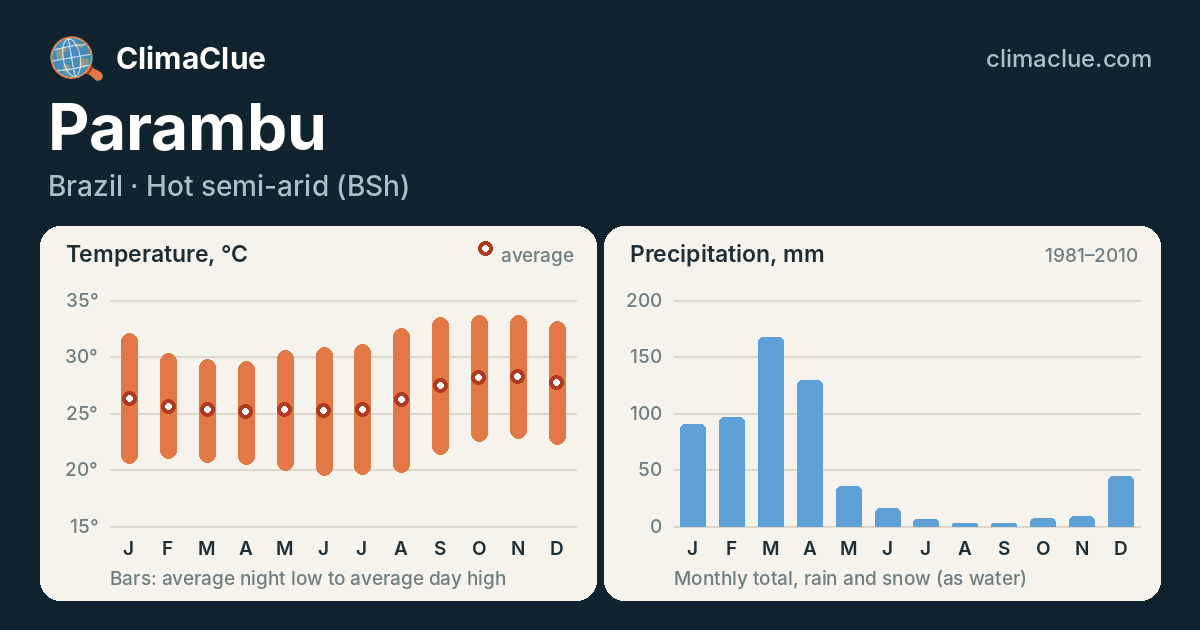 ClimaClue
climaclue.com
Parambu
Brazil · Hot semi-arid (BSh)
Temperature, °C
average
35°
30°
25°
20°
15°
J F M A M J J A S O N D
Bars: average night low to average day high
Precipitation, mm
1981–2010
200
150
100
50
0
J F M A M J J A S O N D
Monthly total, rain and snow (as water)